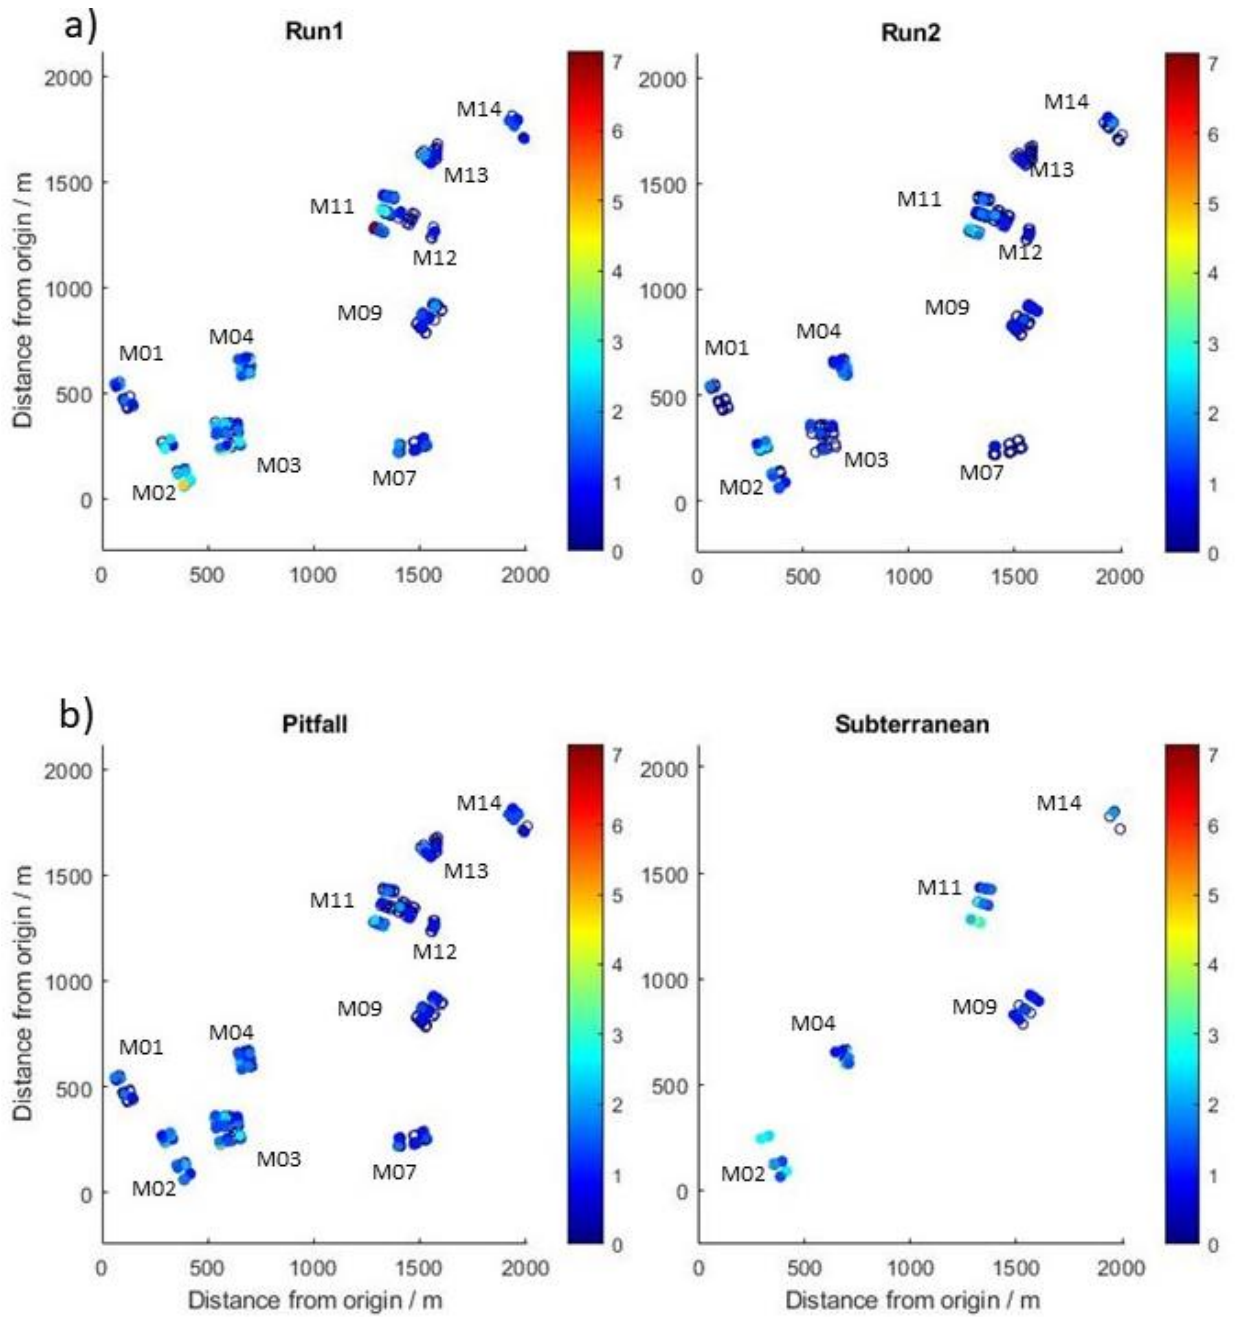 a)
Run1
Run2
2000
1500
1000
500
0
Distance from origin / m
M14
M13
M11
M12
M09
M04
M01
M03
M02
M07
0 500 1000 1500 2000
7
6
5
4
3
2
1
0
2000
1500
1000
500
0
M14
M13
M11
M12
M09
M04
M01
M03
M02
M07
0 500 1000 1500 2000
7
6
5
4
3
2
1
0
b)
Pitfall
Subterranean
2000
1500
1000
500
0
Distance from origin / m
M14
M13
M11
M12
M09
M04
M01
M03
M02
M07
0 500 1000 1500 2000
Distance from origin / m
7
6
5
4
3
2
1
0
2000
1500
1000
500
0
M14
M11
M09
M04
M02
0 500 1000 1500 2000
Distance from origin / m
7
6
5
4
3
2
1
0